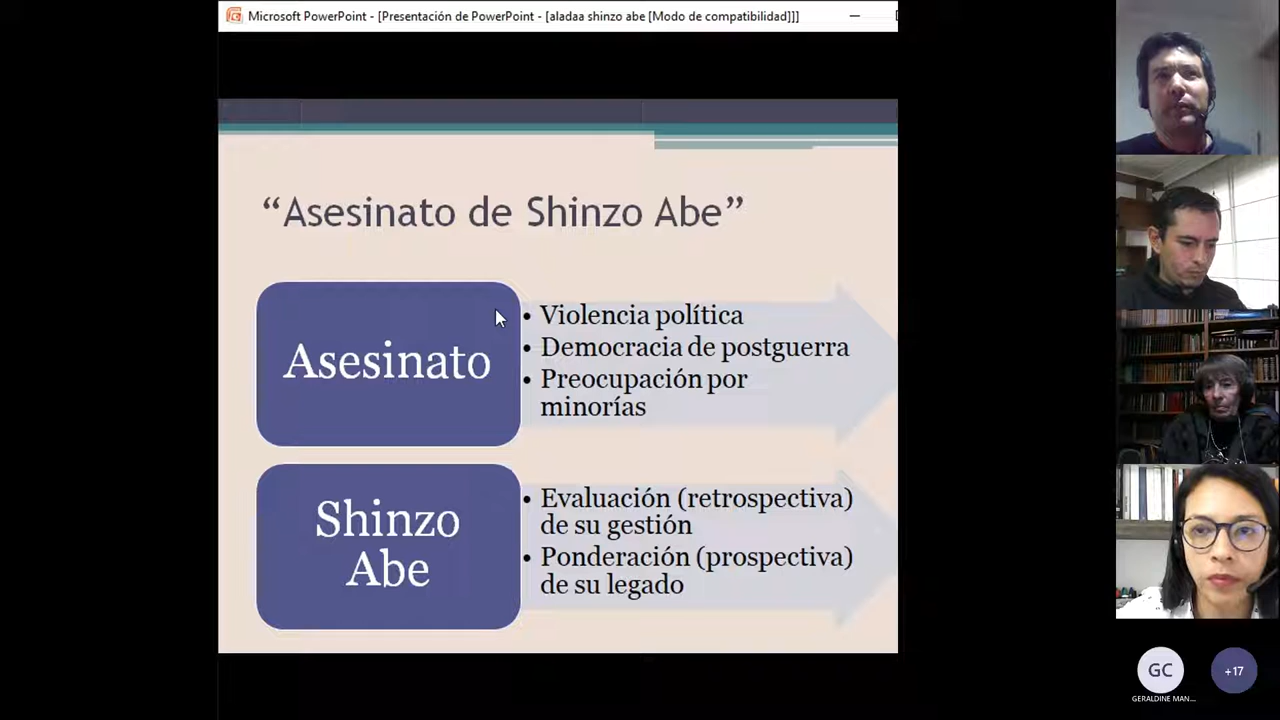 Microsoft PowerPoint - [Presentación de PowerPoint - [aladaa shinzo abe [Modo de compatibilidad]]]
“Asesinato de Shinzo Abe”
Asesinato
• Violencia política
• Democracia de postguerra
• Preocupación por
minorías
Shinzo
Abe
• Evaluación (retrospectiva)
de su gestión
• Ponderación (prospectiva)
de su legado
GC
+17
GERALDINE MAN...